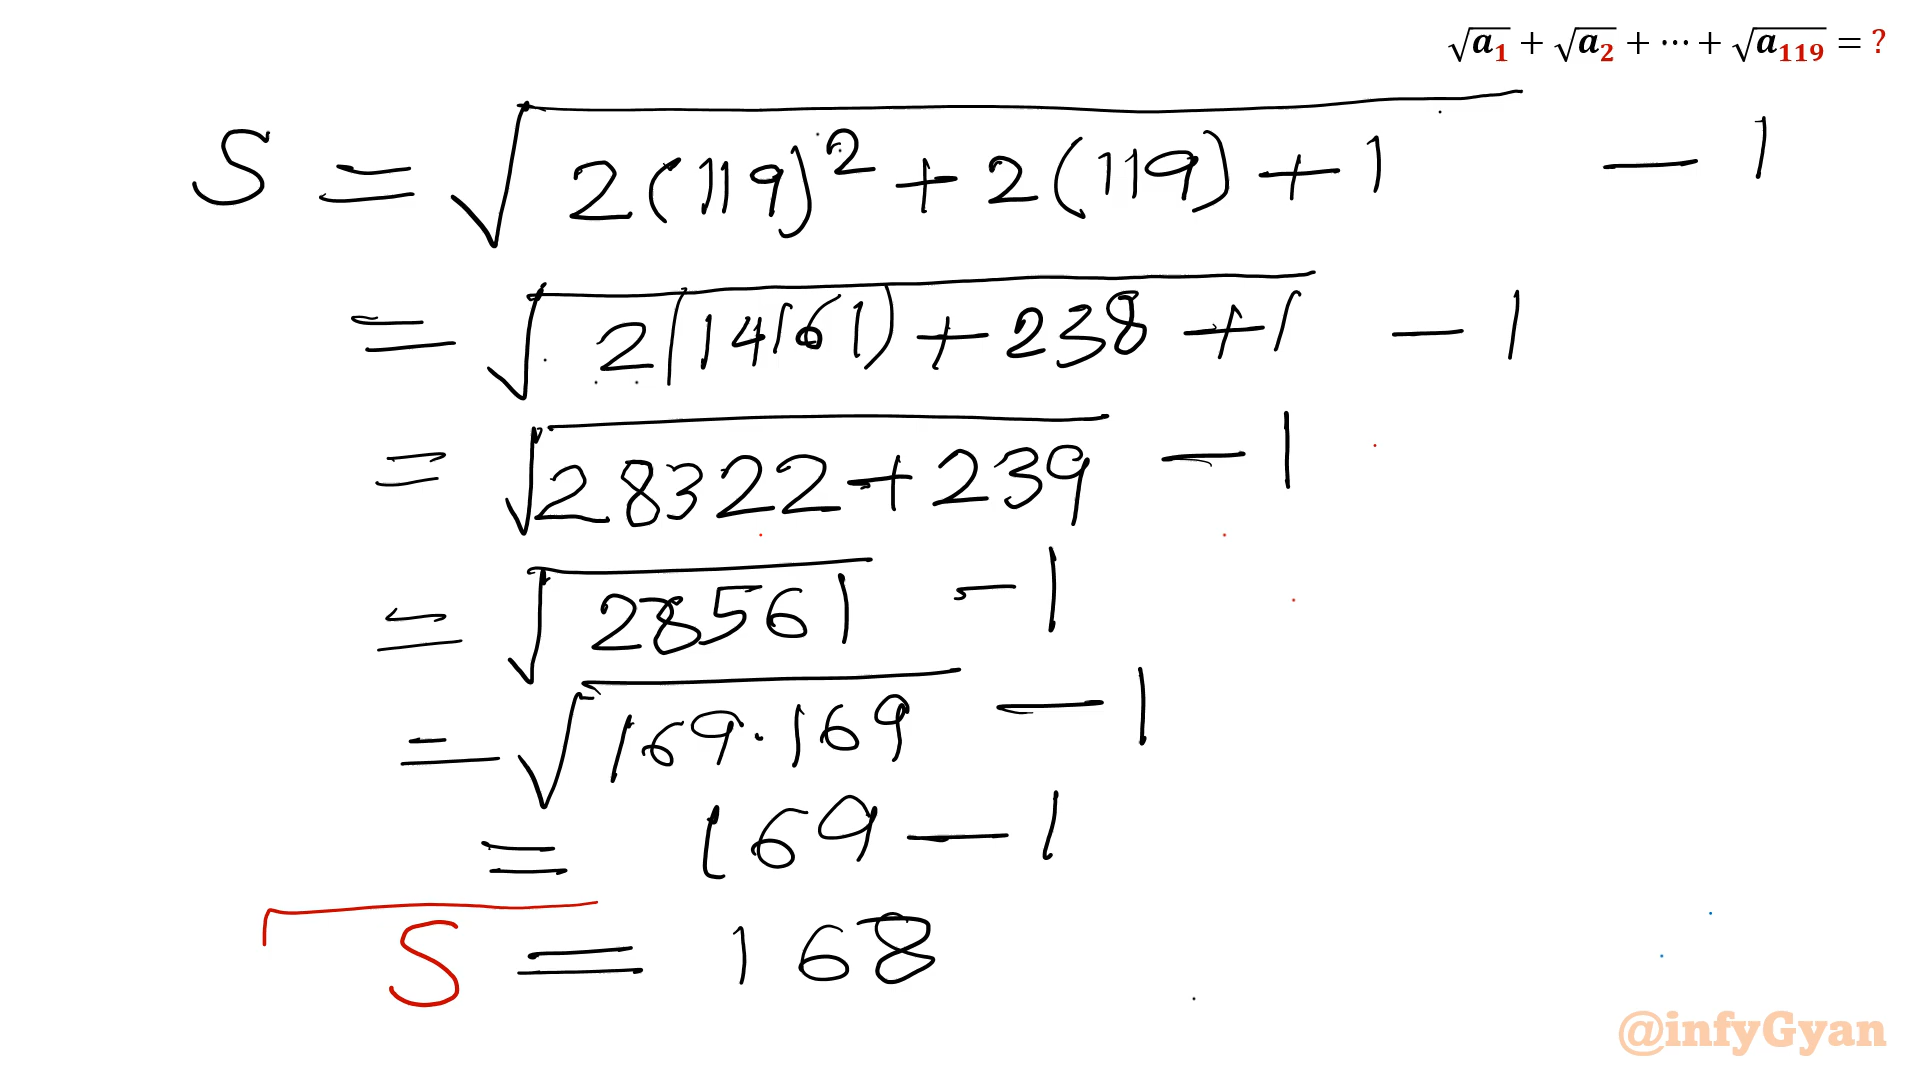 √a₁ + √a₂ + ⋯ + √a₁₁₉ = ?
S = √(2(119)² + 2(119) + 1) − 1
= √(2(14161) + 238 + 1) − 1
= √(28322 + 239) − 1
= √28561 − 1
= √(169·169) − 1
= 169 − 1
S = 168
@infyGyan